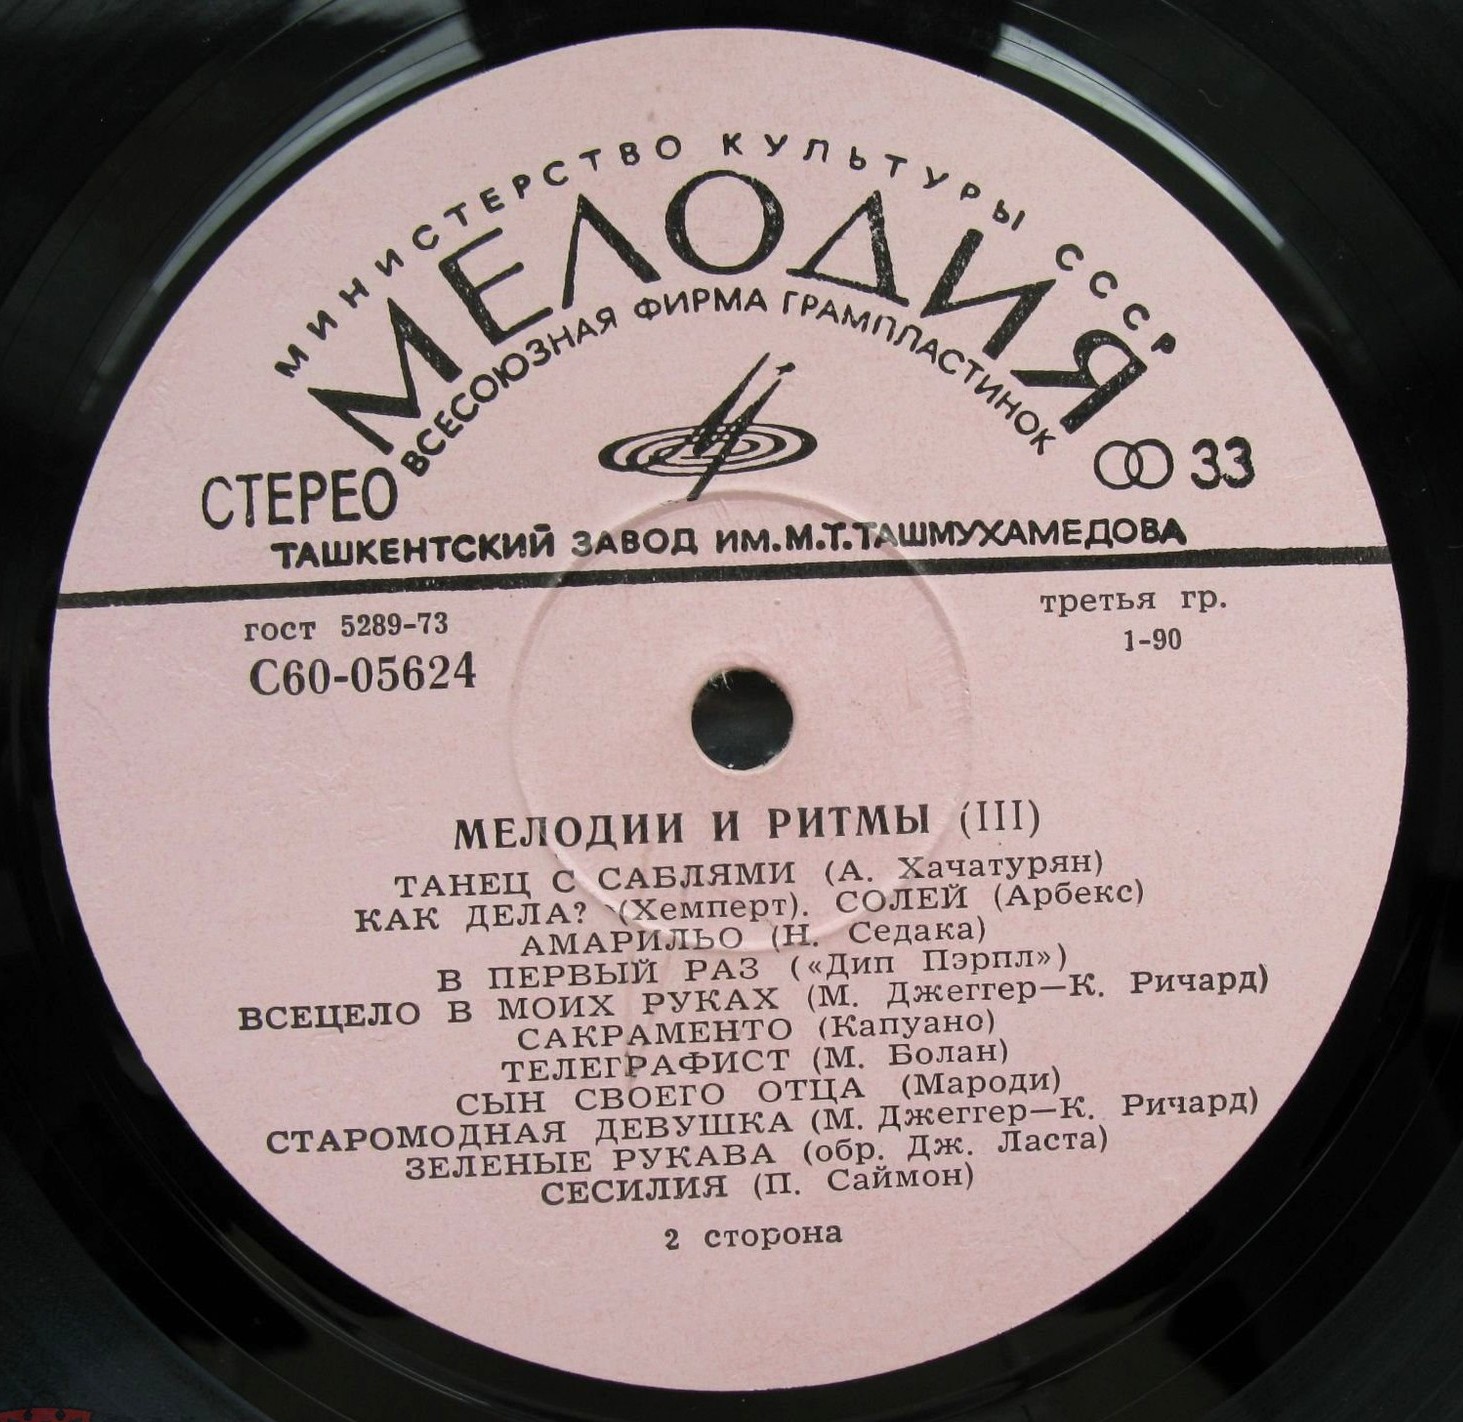 МИНИСТЕРСТВО КУЛЬТУРЫ СССР
МЕЛОДИЯ
ВСЕСОЮЗНАЯ ФИРМА ГРАМПЛАСТИНОК
СТЕРЕО
33
ТАШКЕНТСКИЙ ЗАВОД ИМ.М.Т.ТАШМУХАМЕДОВА
гост 5289-73
третья гр.
С60-05624
1-90
МЕЛОДИИ И РИТМЫ (III)
ТАНЕЦ С САБЛЯМИ (А. Хачатурян)
КАК ДЕЛА? (Хемперт). СОЛЕЙ (Арбекс)
АМАРИЛЬО (Н. Седака)
В ПЕРВЫЙ РАЗ («Дип Пэрпл»)
ВСЕЦЕЛО В МОИХ РУКАХ (М. Джеггер—К. Ричард)
САКРАМЕНТО (Капуано)
ТЕЛЕГРАФИСТ (М. Болан)
СЫН СВОЕГО ОТЦА (Мароди)
СТАРОМОДНАЯ ДЕВУШКА (М. Джеггер—К. Ричард)
ЗЕЛЕНЫЕ РУКАВА (обр. Дж. Ласта)
СЕСИЛИЯ (П. Саймон)
2 сторона